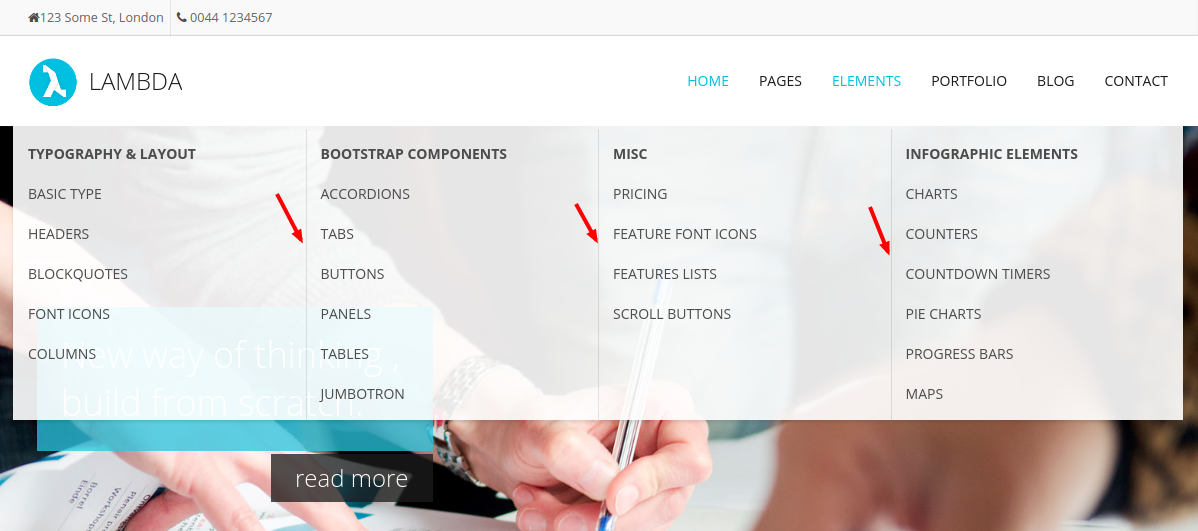 123 Some St, London
0044 1234567
LAMBDA
HOME PAGES ELEMENTS PORTFOLIO BLOG CONTACT
TYPOGRAPHY & LAYOUT
BASIC TYPE
HEADERS
BLOCKQUOTES
FONT ICONS
COLUMNS
BOOTSTRAP COMPONENTS
ACCORDIONS
TABS
BUTTONS
PANELS
TABLES
JUMBOTRON
MISC
PRICING
FEATURE FONT ICONS
FEATURES LISTS
SCROLL BUTTONS
INFOGRAPHIC ELEMENTS
CHARTS
COUNTERS
COUNTDOWN TIMERS
PIE CHARTS
PROGRESS BARS
MAPS
New way of thinking ,
build from scratch.
read more
Borrel
Einde